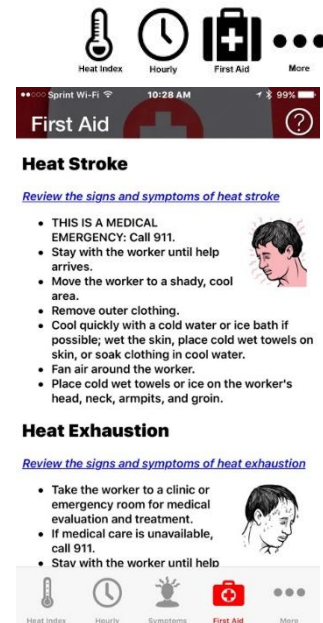 Heat Index Hourly First Aid More
Sprint Wi-Fi 10:28 AM 99%
First Aid ?
Heat Stroke
Review the signs and symptoms of heat stroke
• THIS IS A MEDICAL
EMERGENCY: Call 911.
• Stay with the worker until help
arrives.
• Move the worker to a shady, cool
area.
• Remove outer clothing.
• Cool quickly with a cold water or ice bath if
possible; wet the skin, place cold wet towels on
skin, or soak clothing in cool water.
• Fan air around the worker.
• Place cold wet towels or ice on the worker's
head, neck, armpits, and groin.
Heat Exhaustion
Review the signs and symptoms of heat exhaustion
• Take the worker to a clinic or
emergency room for medical
evaluation and treatment.
• If medical care is unavailable,
call 911.
• Stay with the worker until help
Heat Index Hourly Symptoms First Aid More